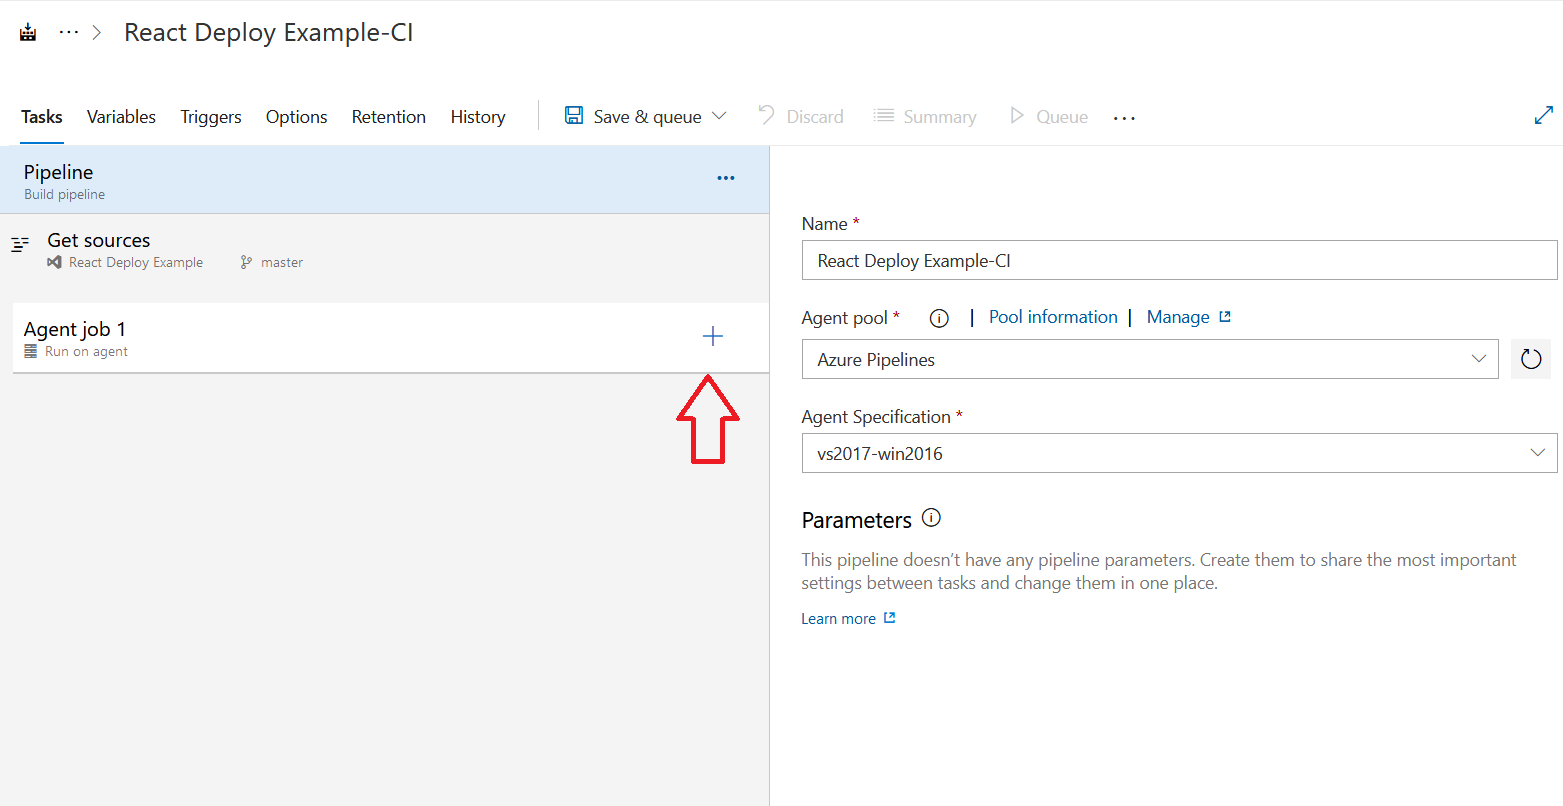 React Deploy Example-CI
Tasks Variables Triggers Options Retention History Save & queue Discard Summary Queue
Pipeline
Build pipeline
Get sources
React Deploy Example master
Agent job 1
Run on agent
Name *
React Deploy Example-CI
Agent pool * | Pool information | Manage
Azure Pipelines
Agent Specification *
vs2017-win2016
Parameters
This pipeline doesn't have any pipeline parameters. Create them to share the most important
settings between tasks and change them in one place.
Learn more